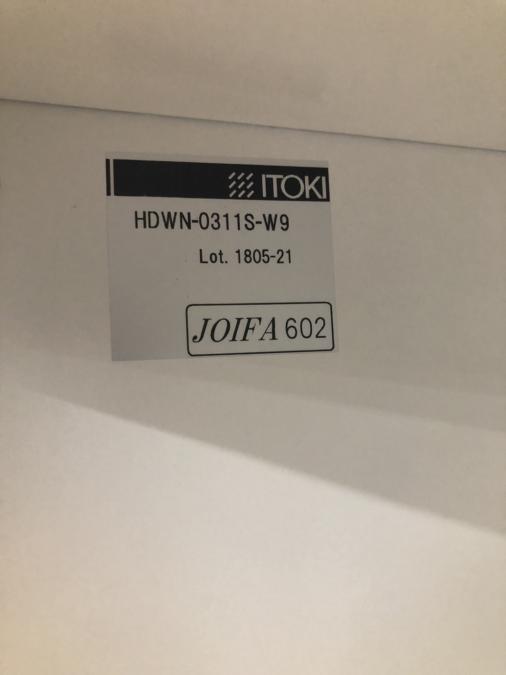 ITOKI
HDWN-0311S-W9
Lot. 1805-21
JOIFA 602